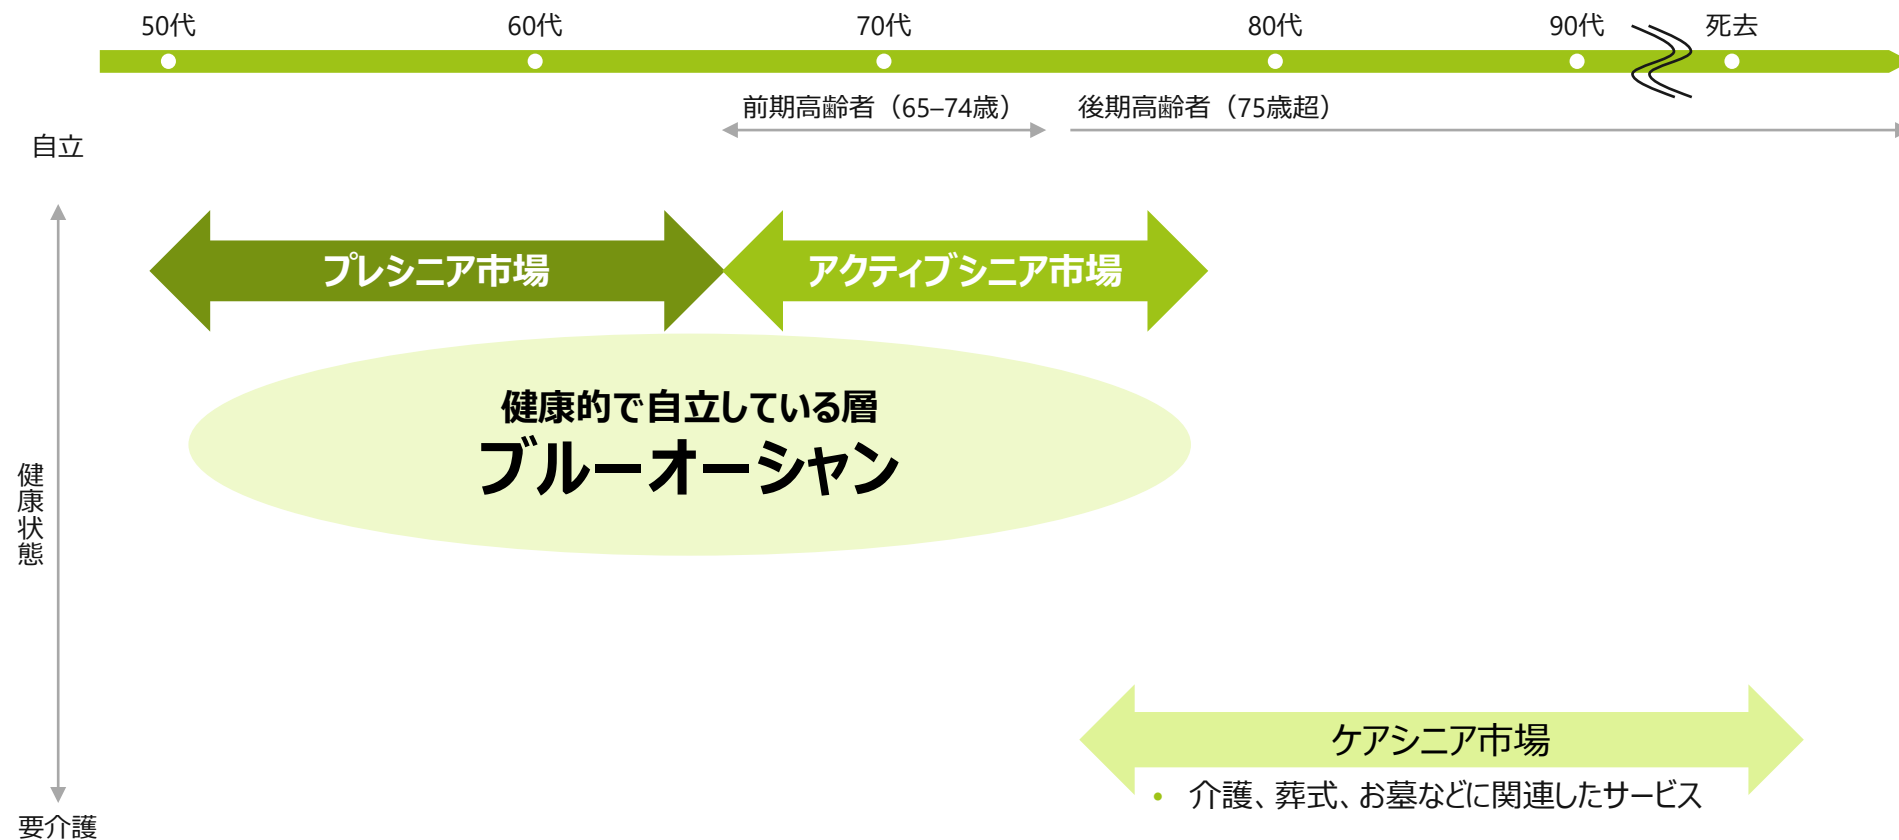 50代
60代
70代
80代
90代
死去
前期高齢者（65–74歳）
後期高齢者（75歳超）
自立
プレシニア市場
アクティブシニア市場
健康的で自立している層
ブルーオーシャン
健康状態
ケアシニア市場
• 介護、葬式、お墓などに関連したサービス
要介護